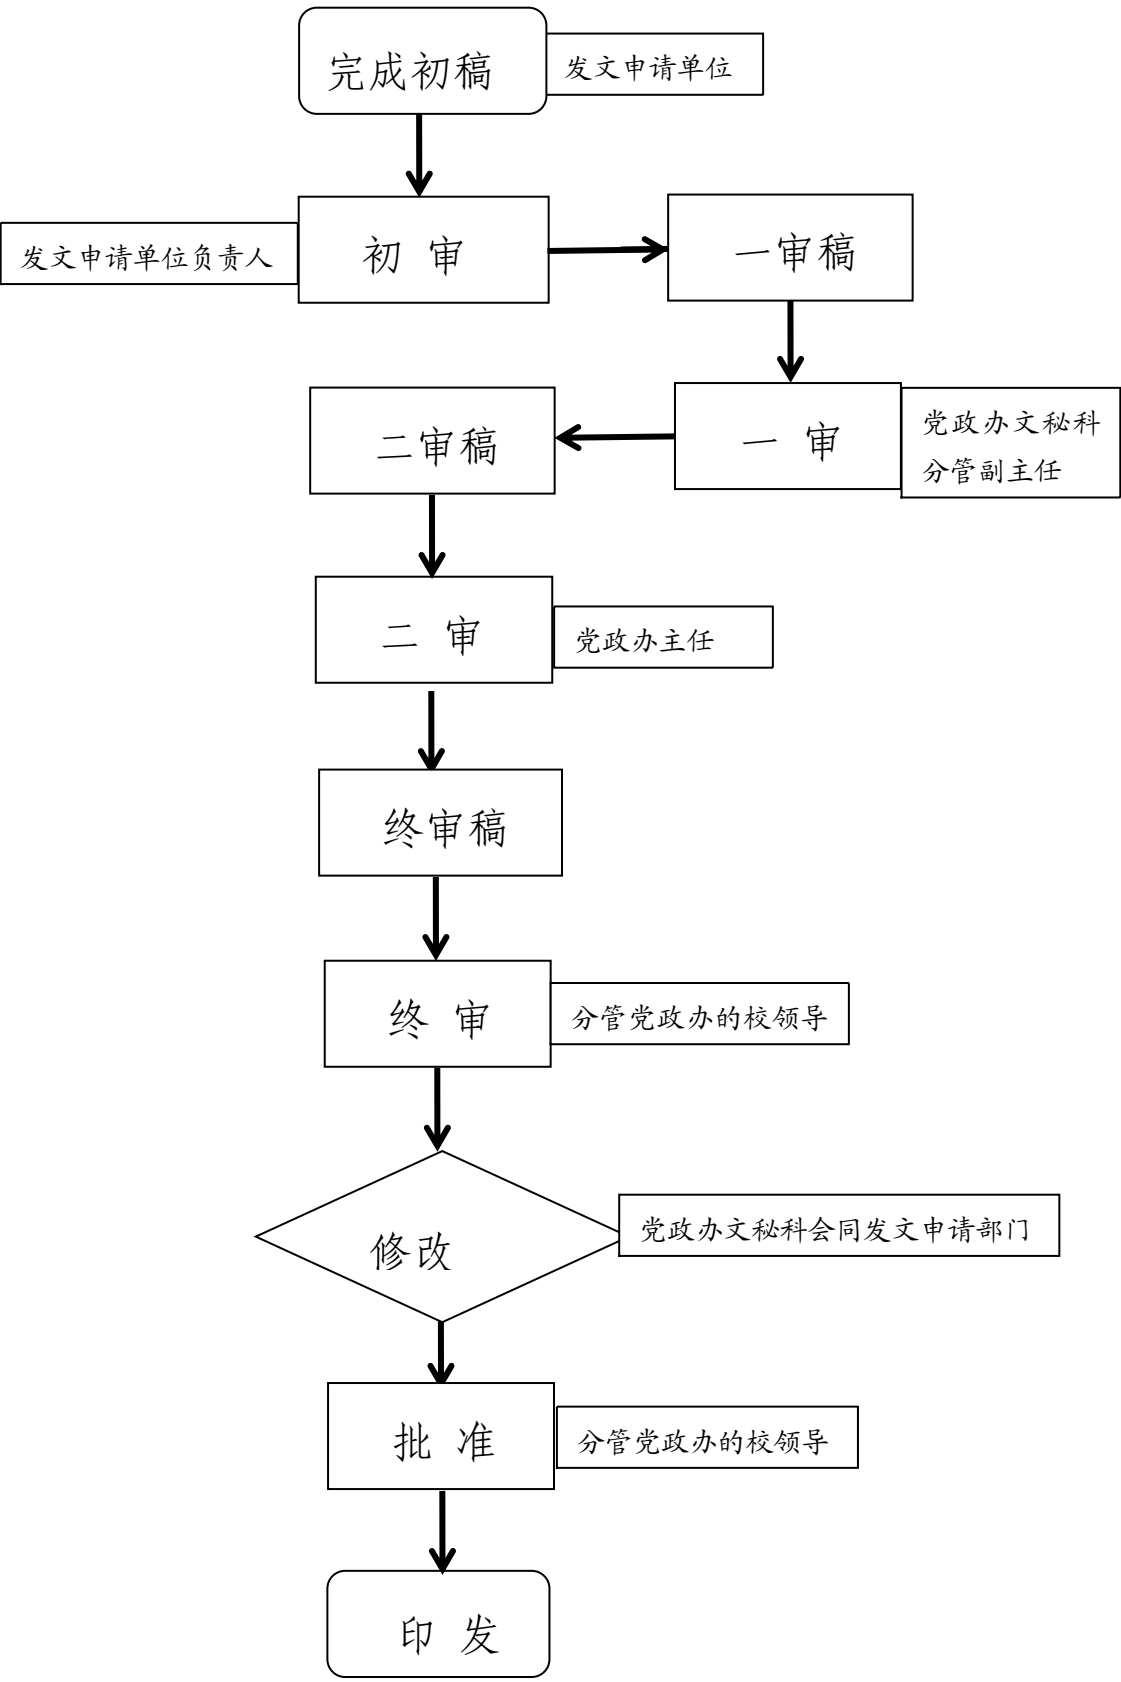 完成初稿
发文申请单位
发文申请单位负责人
初 审
一审稿
二审稿
一 审
党政办文秘科
分管副主任
二 审
党政办主任
终审稿
终 审
分管党政办的校领导
修改
党政办文秘科会同发文申请部门
批 准
分管党政办的校领导
印 发